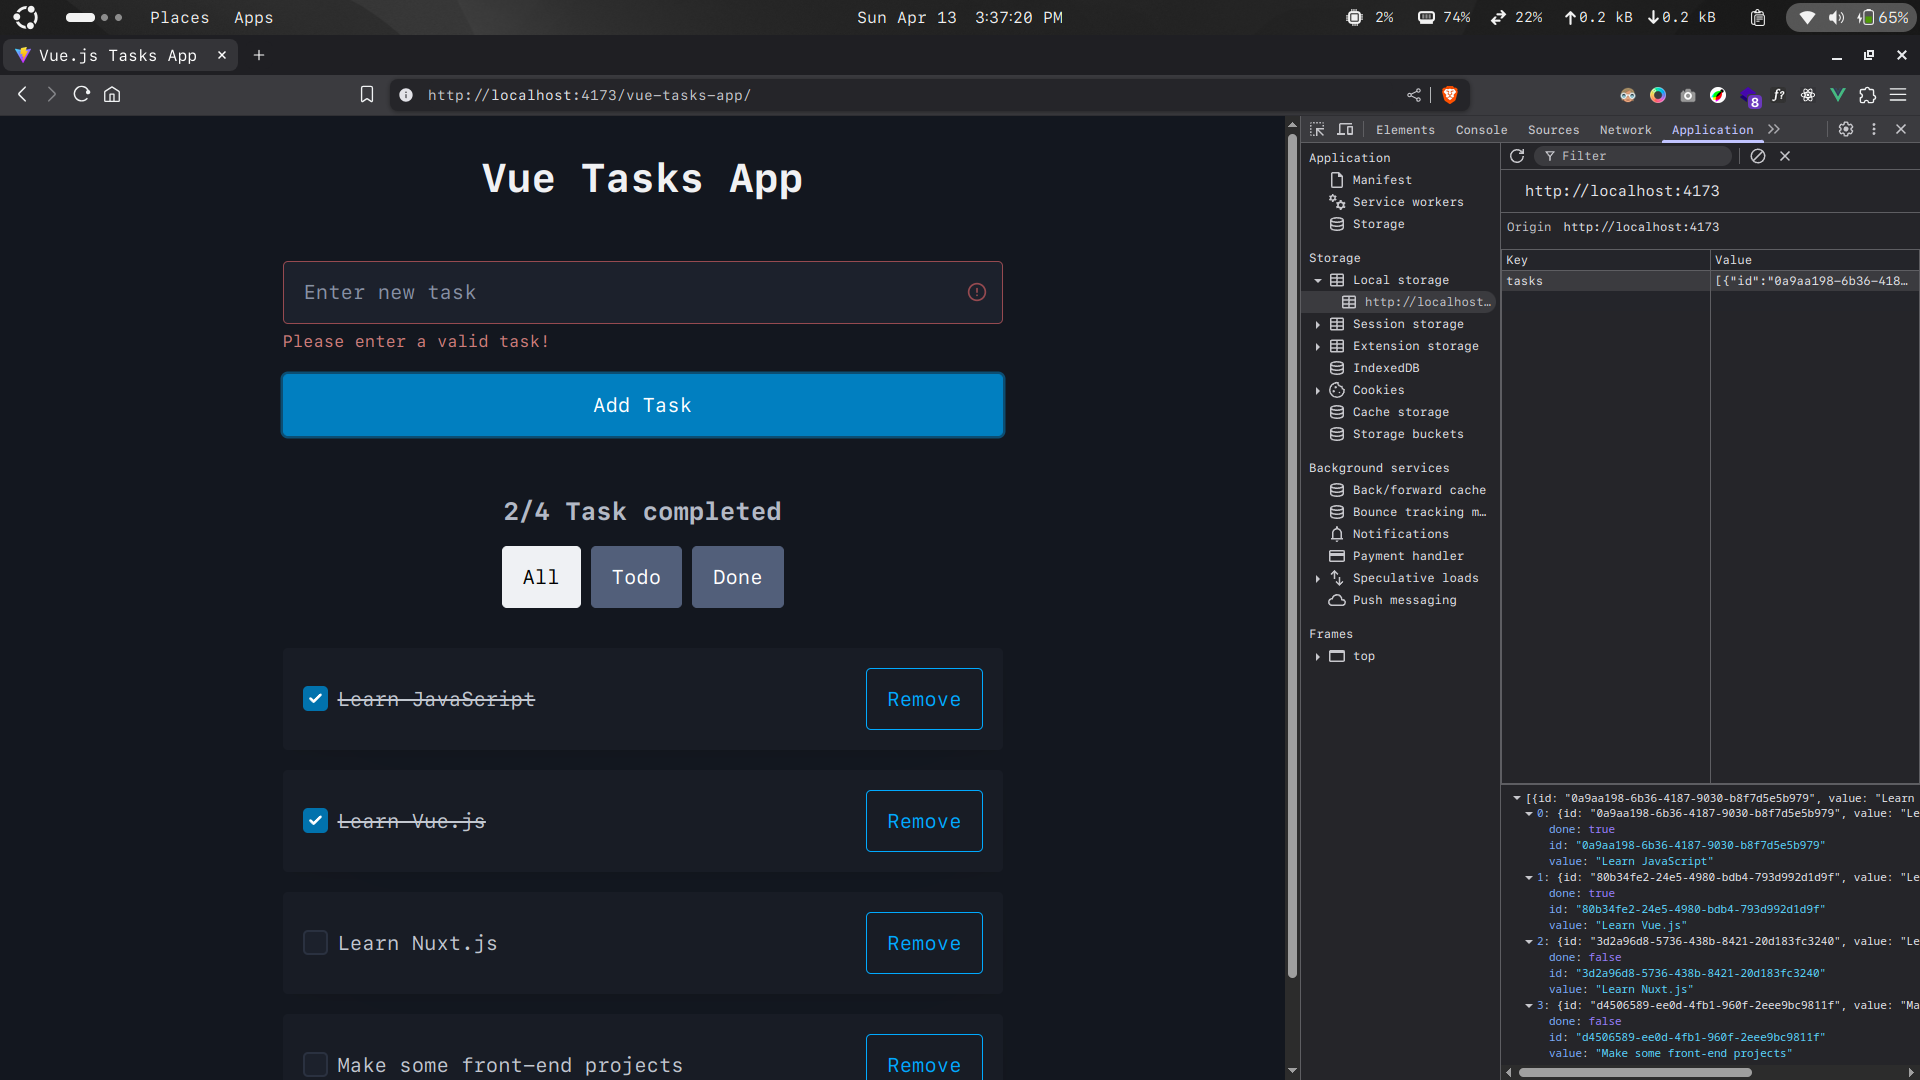 Places Apps Sun Apr 13 3:37:20 PM 2% 74% 22% 0.2 kB 0.2 kB 65%
Vue.js Tasks App
http://localhost:4173/vue-tasks-app/ 8 f?
Elements Console Sources Network Application
Vue Tasks App
Enter new task
Please enter a valid task!
Add Task
2/4 Task completed
All Todo Done
Learn JavaScript Remove
Learn Vue.js Remove
Learn Nuxt.js Remove
Make some front-end projects Remove
Application
Manifest
Service workers
Storage
Storage
Local storage
http://localhost…
Session storage
Extension storage
IndexedDB
Cookies
Cache storage
Storage buckets
Background services
Back/forward cache
Bounce tracking m…
Notifications
Payment handler
Speculative loads
Push messaging
Frames
top
Filter
http://localhost:4173
Origin http://localhost:4173
Key Value
tasks [{"id":"0a9aa198-6b36-418…
[{id: "0a9aa198-6b36-4187-9030-b8f7d5e5b979", value: "Learn
0: {id: "0a9aa198-6b36-4187-9030-b8f7d5e5b979", value: "Le
done: true
id: "0a9aa198-6b36-4187-9030-b8f7d5e5b979"
value: "Learn JavaScript"
1: {id: "80b34fe2-24e5-4980-bdb4-793d992d1d9f", value: "Le
done: true
id: "80b34fe2-24e5-4980-bdb4-793d992d1d9f"
value: "Learn Vue.js"
2: {id: "3d2a96d8-5736-438b-8421-20d183fc3240", value: "Le
done: false
id: "3d2a96d8-5736-438b-8421-20d183fc3240"
value: "Learn Nuxt.js"
3: {id: "d4506589-ee0d-4fb1-960f-2eee9bc9811f", value: "Ma
done: false
id: "d4506589-ee0d-4fb1-960f-2eee9bc9811f"
value: "Make some front-end projects"